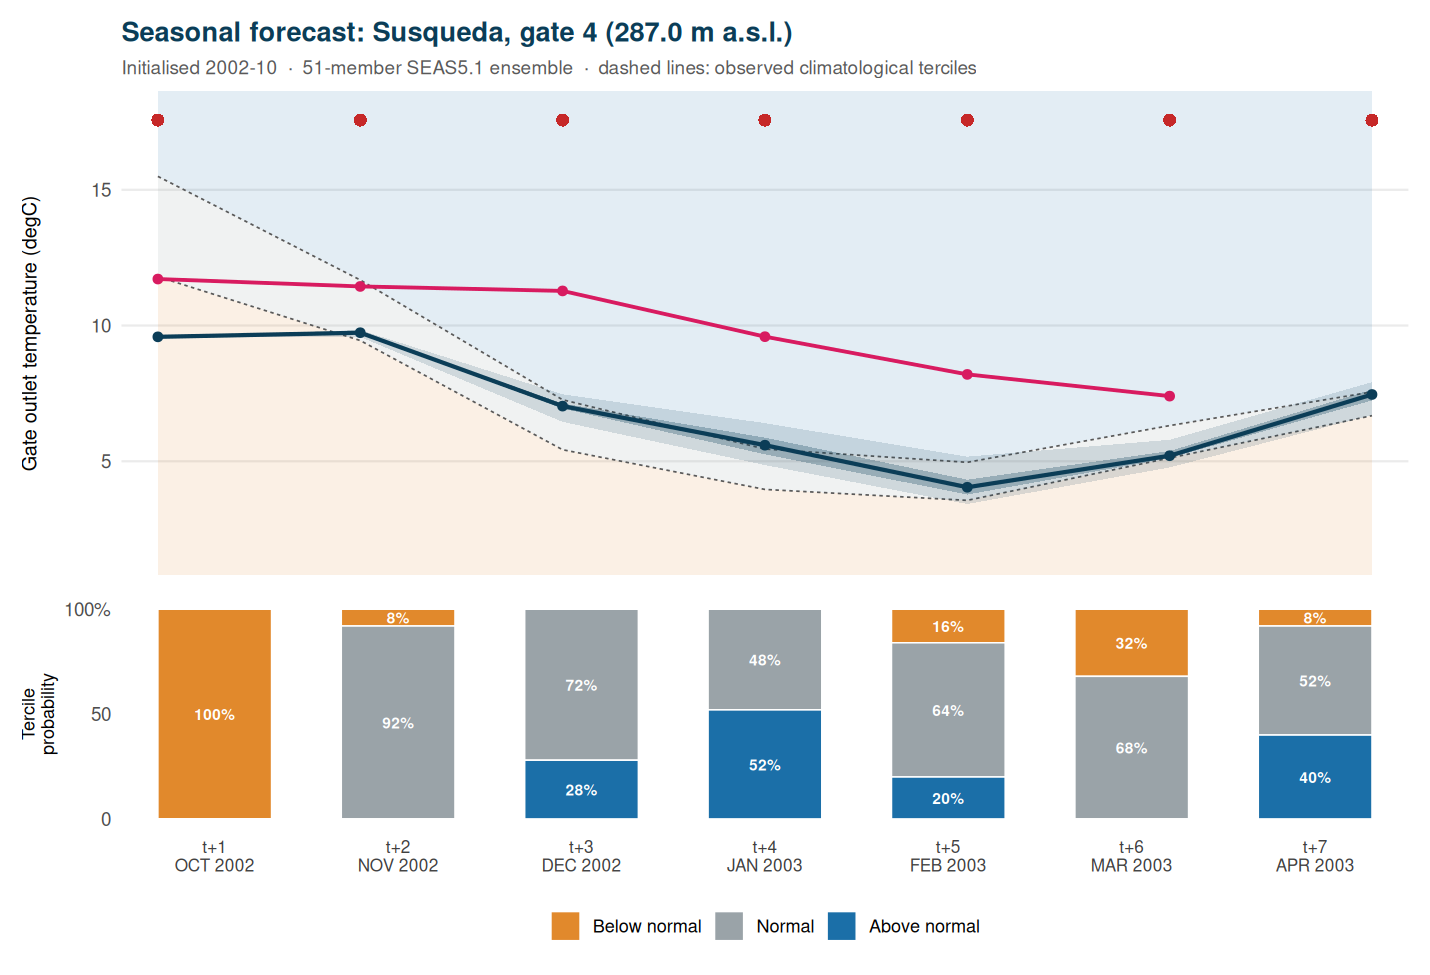 Seasonal forecast: Susqueda, gate 4 (287.0 m a.s.l.)
Initialised 2002-10 · 51-member SEAS5.1 ensemble · dashed lines: observed climatological terciles
Gate outlet temperature (degC)
15
10
5
Tercile
probability
100%
50
0
100%
8%
92%
72%
28%
48%
52%
16%
64%
20%
32%
68%
8%
52%
40%
t+1
OCT 2002
t+2
NOV 2002
t+3
DEC 2002
t+4
JAN 2003
t+5
FEB 2003
t+6
MAR 2003
t+7
APR 2003
Below normal
Normal
Above normal